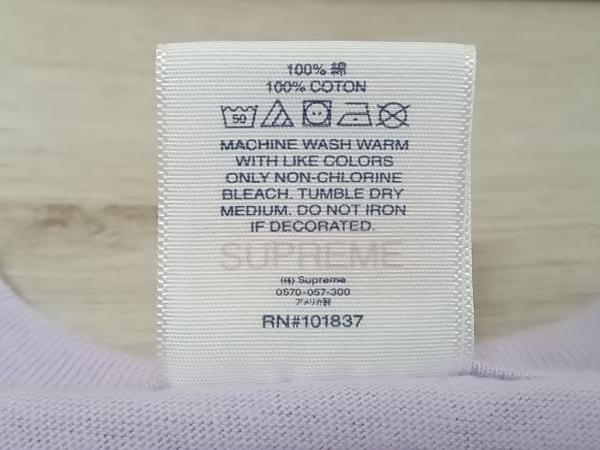 100% 綿
100% COTON
50
MACHINE WASH WARM
WITH LIKE COLORS
ONLY NON-CHLORINE
BLEACH. TUMBLE DRY
MEDIUM. DO NOT IRON
IF DECORATED.
SUPREME
(株) Supreme
0570-057-300
アメリカ製
RN#101837